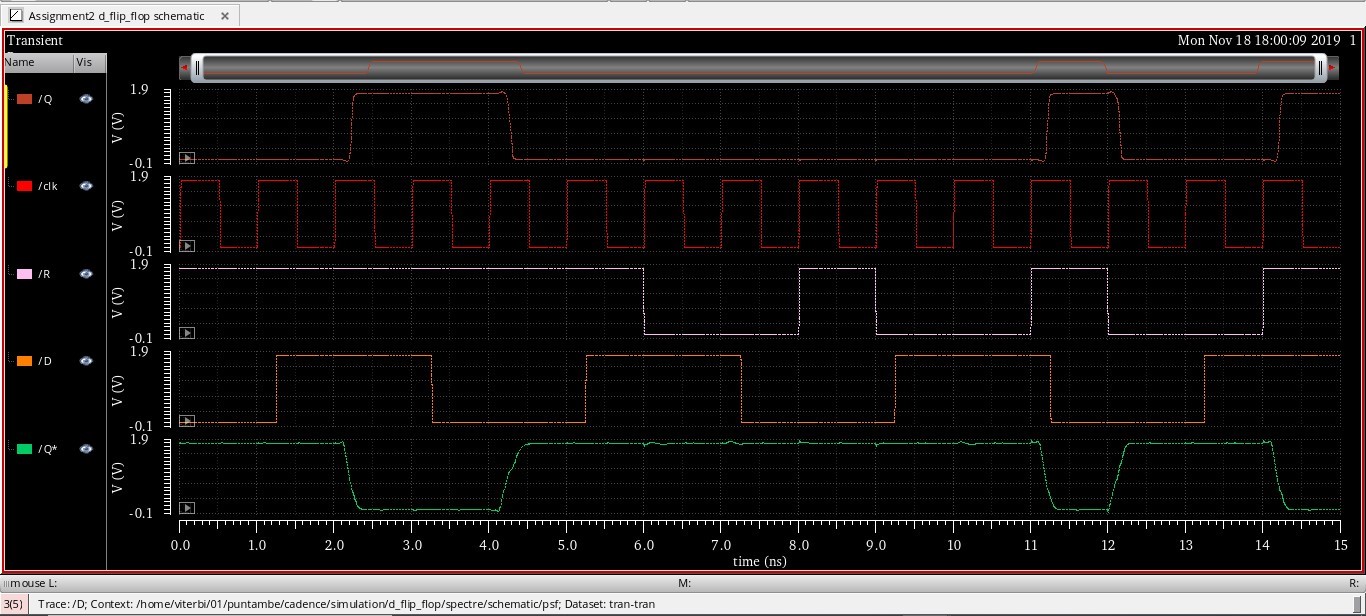 Assignment2 d_flip_flop schematic
Transient Mon Nov 18 18:00:09 2019 1
Name Vis
/Q
1.9
V (V)
-0.1
/clk
1.9
V (V)
-0.1
/R
1.9
V (V)
-0.1
/D
1.9
V (V)
-0.1
/Q*
1.9
V (V)
-0.1
0.0 1.0 2.0 3.0 4.0 5.0 6.0 7.0 8.0 9.0 10 11 12 13 14 15
time (ns)
mouse L: M: R:
3(5) Trace: /D; Context: /home/viterbi/01/puntambe/cadence/simulation/d_flip_flop/spectre/schematic/psf; Dataset: tran-tran